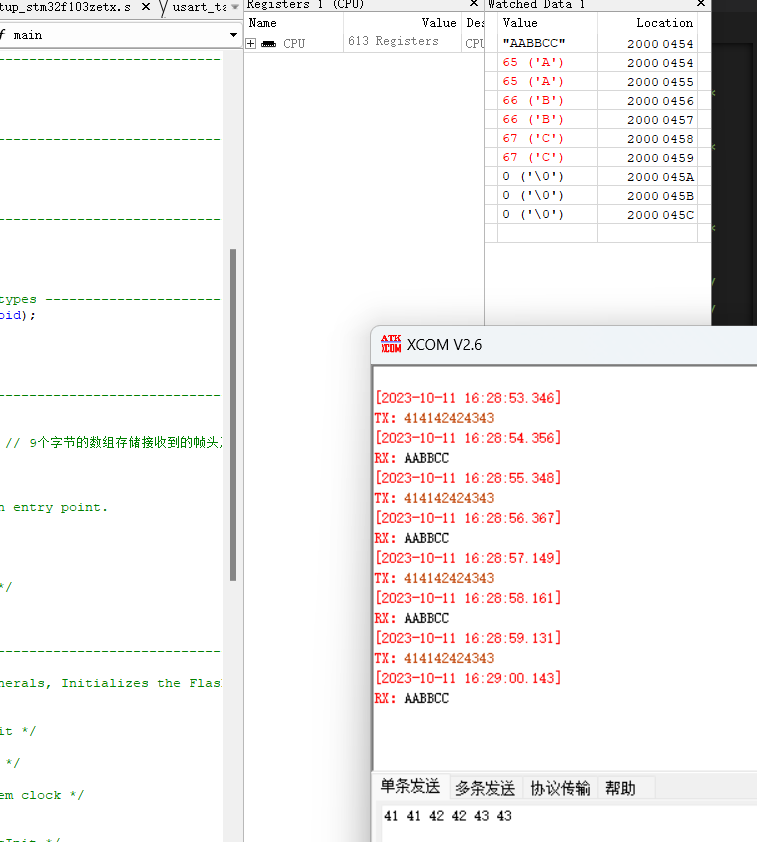 tup_stm32f103zetx.s × usart_ta
f main
types
oid);
// 9个字节的数组存储接收到的帧头
n entry point.
*/
nerals, Initializes the Flas
it */
*/
em clock */
Init */
Registers 1 (CPU) ×
Name Value Des
CPU 613 Registers CPU
Watched Data 1 ×
Value Location
"AABBCC" 2000 0454
65 ('A') 2000 0454
65 ('A') 2000 0455
66 ('B') 2000 0456
66 ('B') 2000 0457
67 ('C') 2000 0458
67 ('C') 2000 0459
0 ('\0') 2000 045A
0 ('\0') 2000 045B
0 ('\0') 2000 045C
ATK XCOM XCOM V2.6
[2023-10-11 16:28:53.346]
TX: 414142424343
[2023-10-11 16:28:54.356]
RX: AABBCC
[2023-10-11 16:28:55.348]
TX: 414142424343
[2023-10-11 16:28:56.367]
RX: AABBCC
[2023-10-11 16:28:57.149]
TX: 414142424343
[2023-10-11 16:28:58.161]
RX: AABBCC
[2023-10-11 16:28:59.131]
TX: 414142424343
[2023-10-11 16:29:00.143]
RX: AABBCC
单条发送 多条发送 协议传输 帮助
41 41 42 42 43 43